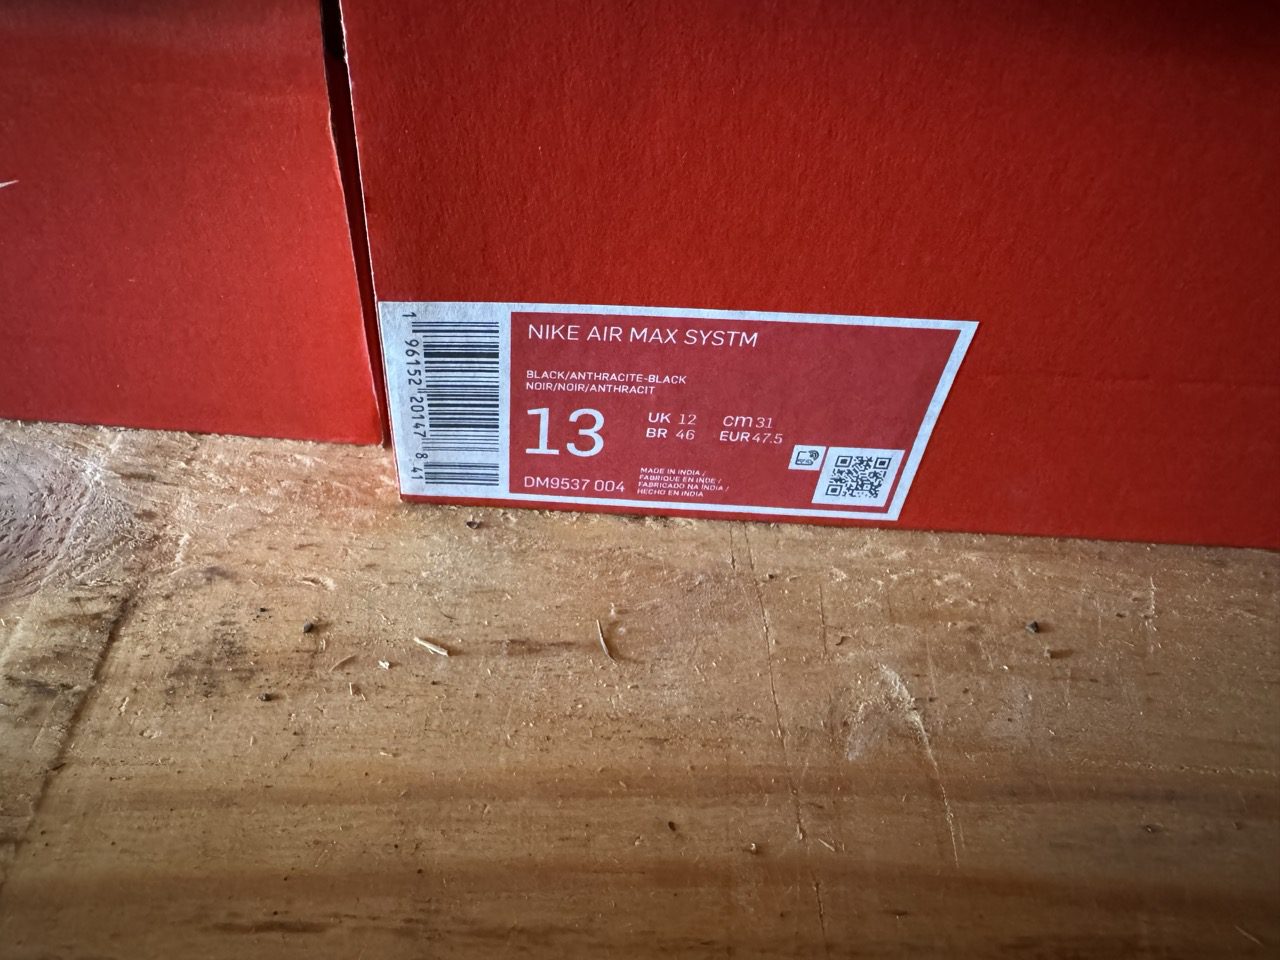 1 96152 20147 8 41
NIKE AIR MAX SYSTM
BLACK/ANTHRACITE-BLACK
NOIR/NOIR/ANTHRACIT
13
UK 12 cm 31
BR 46 EUR 47.5
DM9537 004
MADE IN INDIA /
FABRIQUE EN INDE /
FABRICADO NA INDIA /
HECHO EN INDIA